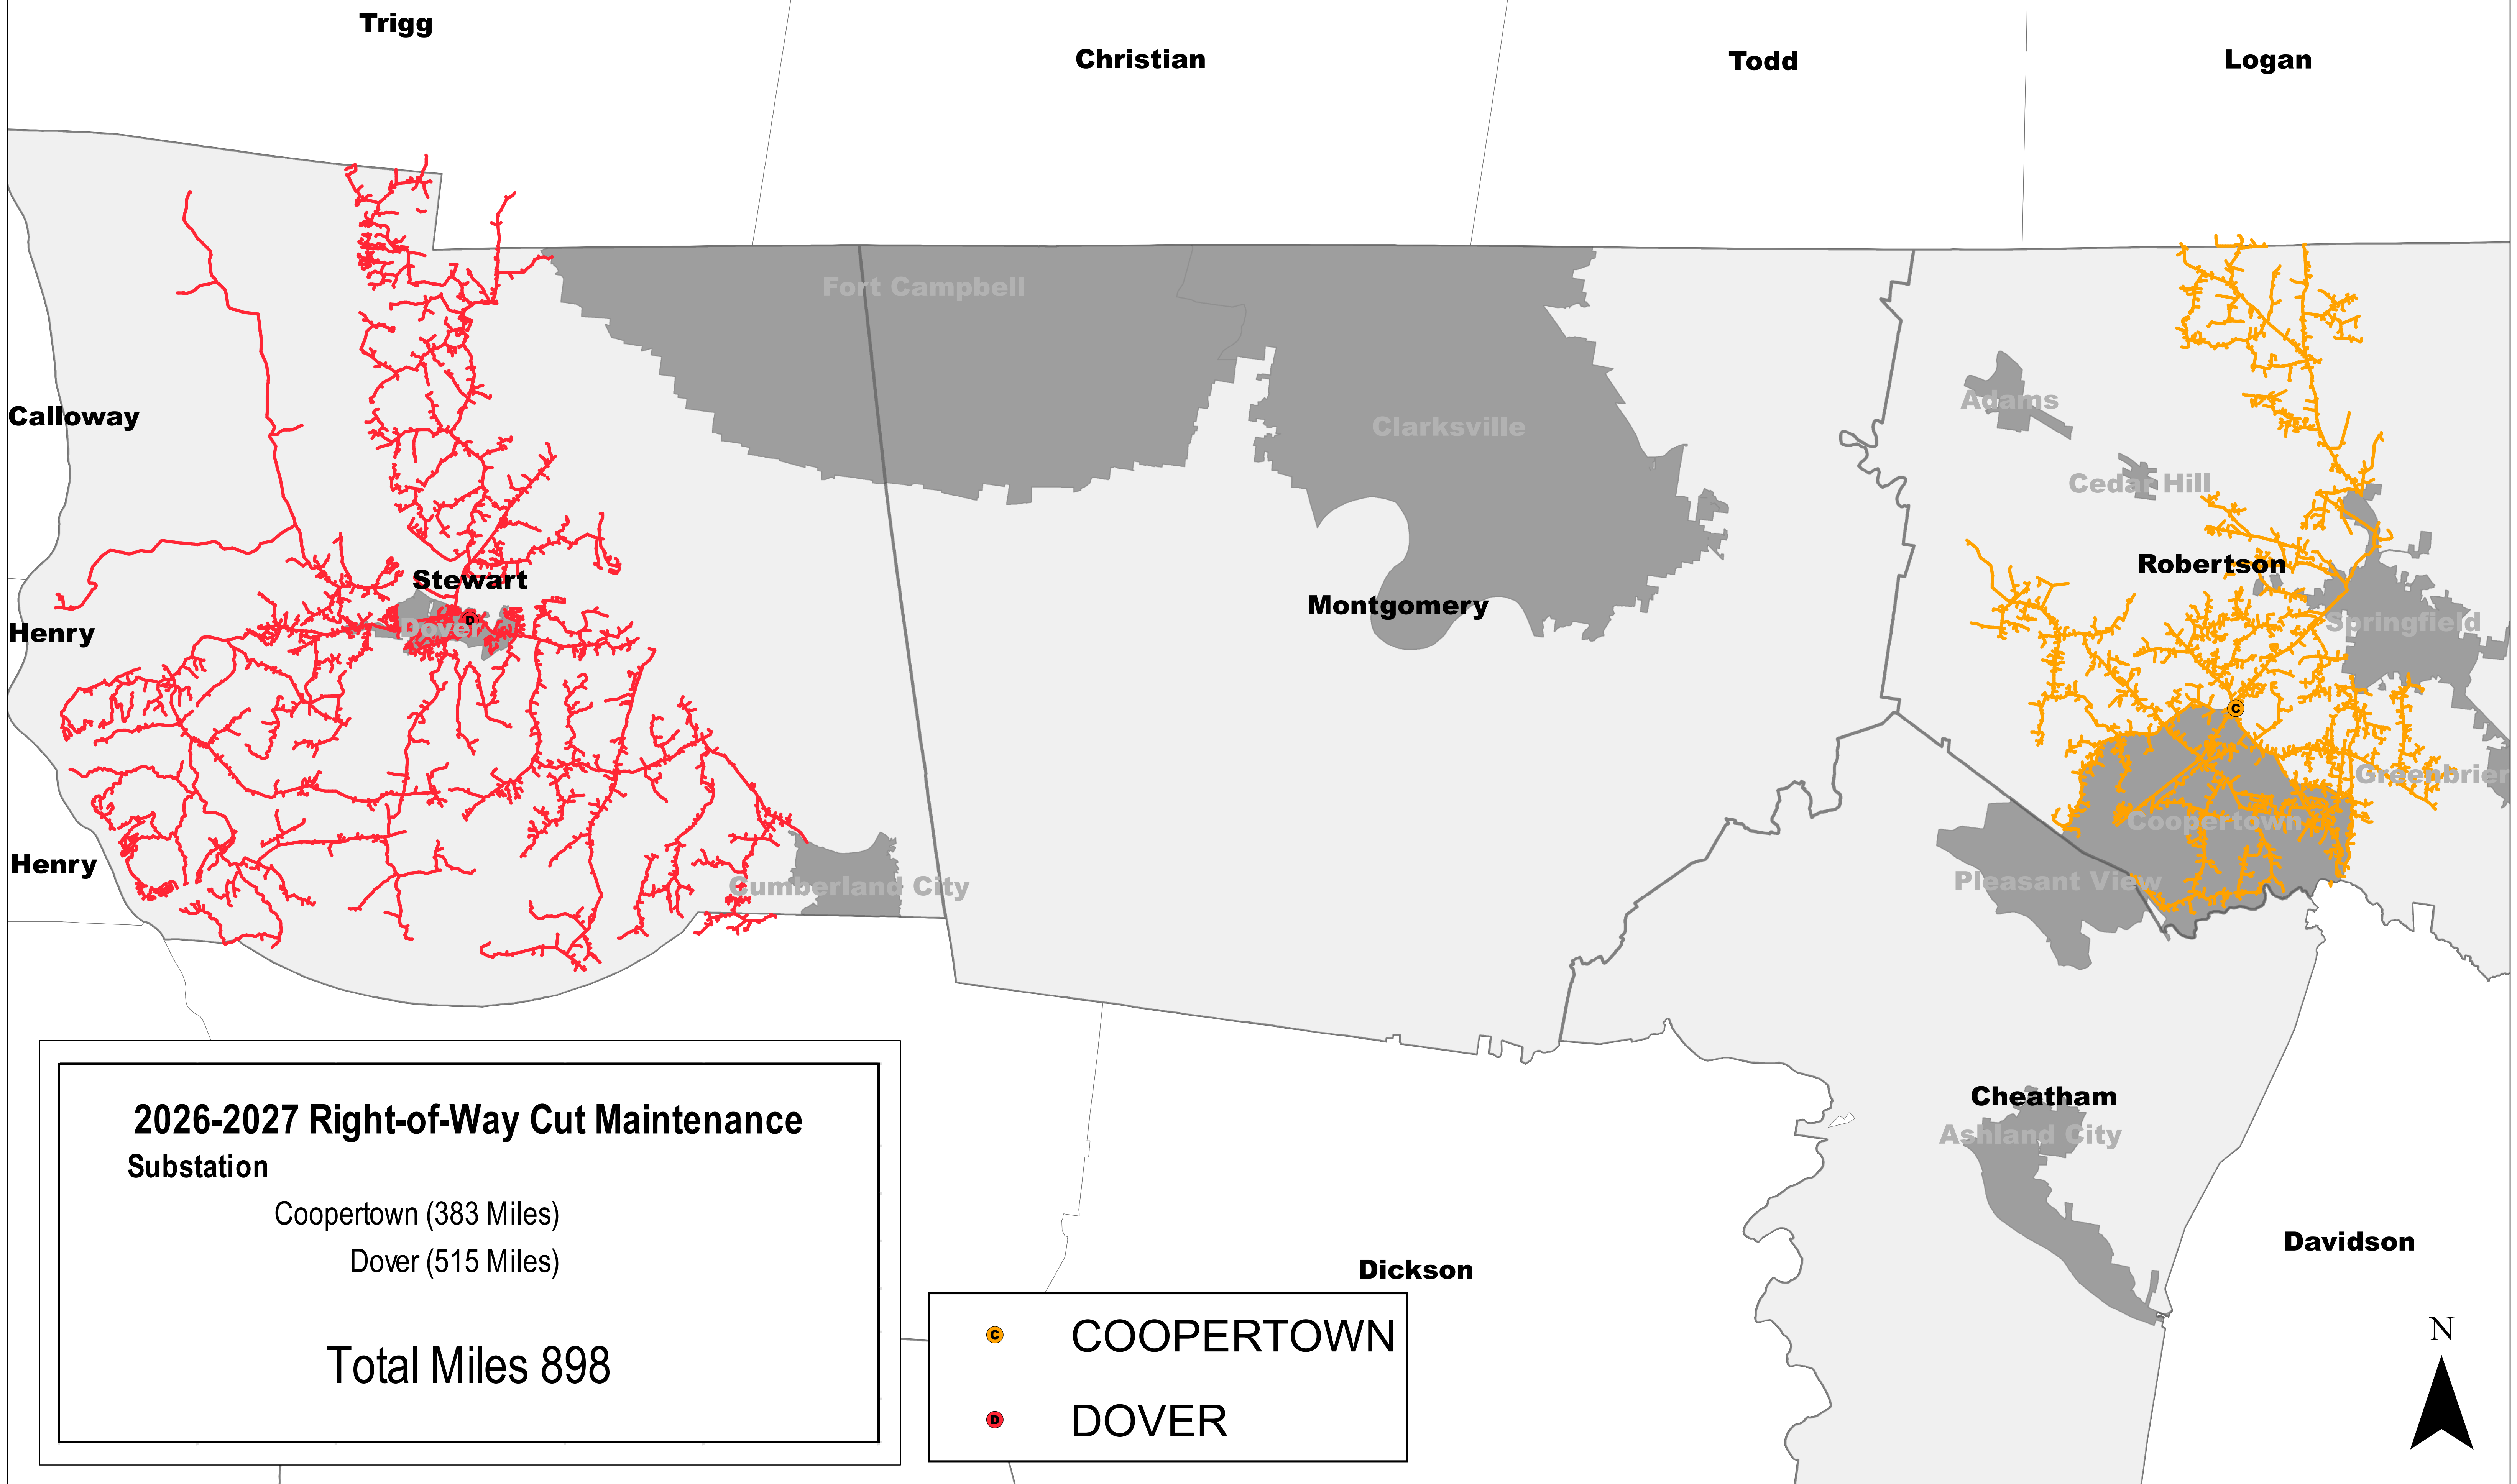 Trigg
Christian
Todd
Logan
Fort Campbell
Calloway
Clarksville
Adams
Cedar Hill
Robertson
Stewart
Montgomery
D
Dover
Henry
Springfield
C
Greenbrier
Coopertown
Henry
Cumberland City
Pleasant View
Cheatham
Ashland City
Davidson
Dickson
2026-2027 Right-of-Way Cut Maintenance
Substation
Coopertown (383 Miles)
Dover (515 Miles)
Total Miles 898
C COOPERTOWN
D DOVER
N